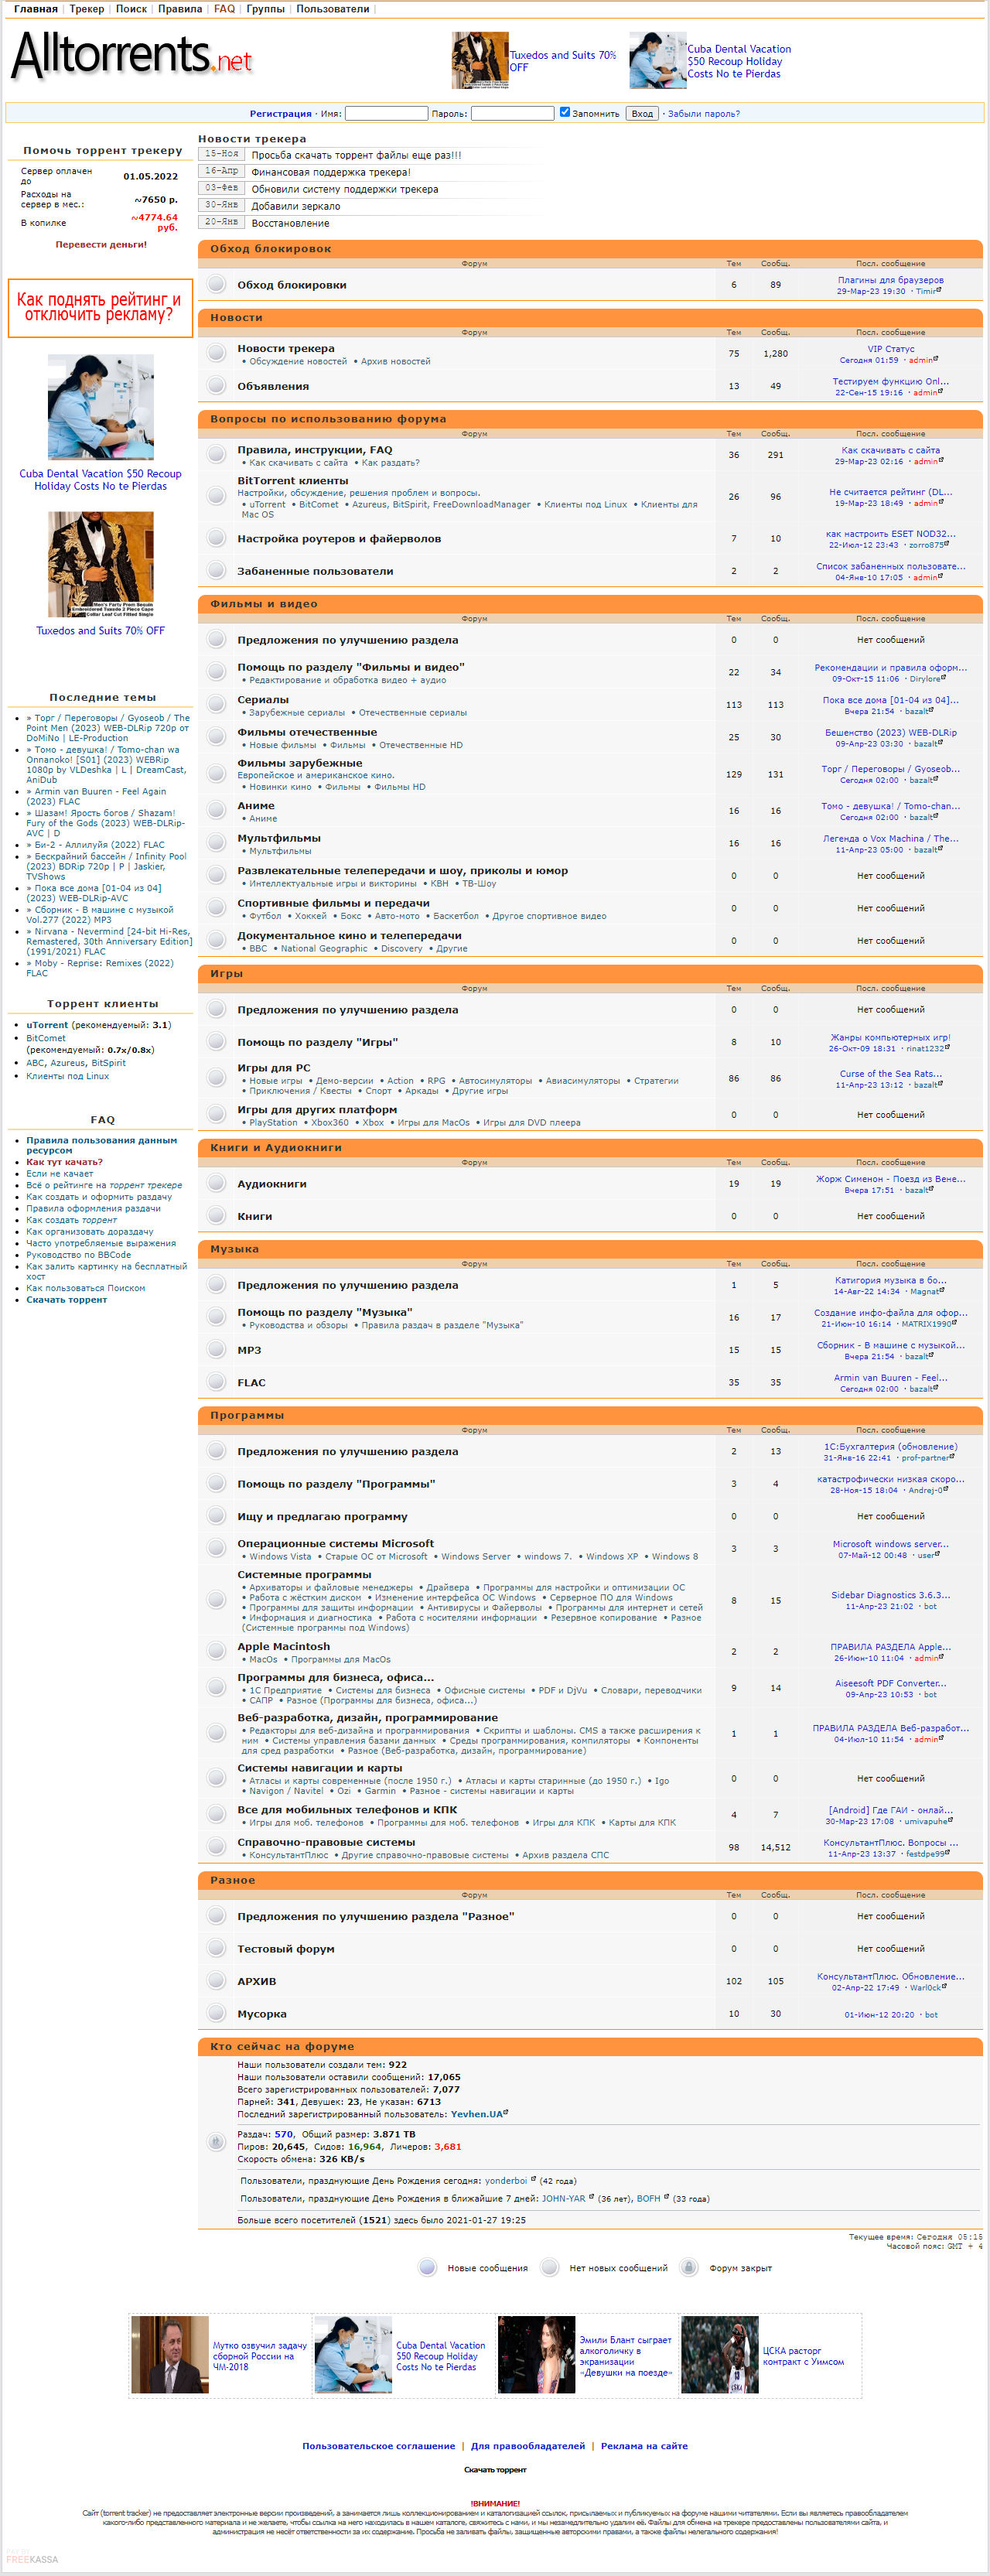 Главная | Трекер | Поиск | Правила | FAQ | Группы | Пользователи |
Alltorrents.net
Tuxedos and Suits 70%
OFF
Cuba Dental Vacation
$50 Recoup Holiday
Costs No te Pierdas
Регистрация · Имя: Пароль: Запомнить Вход · Забыли пароль?
Помочь торрент трекеру
Сервер оплачен
до 01.05.2022
Расходы на
сервер в мес.: ~7650 р.
В копилке ~4774.64
руб.
Перевести деньги!
Как поднять рейтинг и
отключить рекламу?
Cuba Dental Vacation $50 Recoup
Holiday Costs No te Pierdas
Tuxedos and Suits 70% OFF
Последние темы
» Торг / Переговоры / Gyoseob / The
Point Men (2023) WEB-DLRip 720p от
DoMiNo | LE-Production
» Томо - девушка! / Tomo-chan wa
Onnanoko! [S01] (2023) WEBRip
1080p by VLDeshka | L | DreamCast,
AniDub
» Armin van Buuren - Feel Again
(2023) FLAC
» Шазам! Ярость богов / Shazam!
Fury of the Gods (2023) WEB-DLRip-
AVC | D
» Би-2 - Аллилуйя (2022) FLAC
» Бескрайний бассейн / Infinity Pool
(2023) BDRip 720p | P | Jaskier,
TVShows
» Пока все дома [01-04 из 04]
(2023) WEB-DLRip-AVC
» Сборник - В машине с музыкой
Vol.277 (2022) MP3
» Nirvana - Nevermind [24-bit Hi-Res,
Remastered, 30th Anniversary Edition]
(1991/2021) FLAC
» Moby - Reprise: Remixes (2022)
FLAC
Торрент клиенты
uTorrent (рекомендуемый: 3.1)
BitComet
(рекомендуемый: 0.7x/0.8x)
ABC, Azureus, BitSpirit
Клиенты под Linux
FAQ
Правила пользования данным
ресурсом
Как тут качать?
Если не качает
Всё о рейтинге на торрент трекере
Как создать и оформить раздачу
Правила оформления раздачи
Как создать торрент
Как организовать дораздачу
Часто употребляемые выражения
Руководство по BBCode
Как залить картинку на бесплатный
хост
Как пользоваться Поиском
Скачать торрент
Новости трекера
15-Ноя Просьба скачать торрент файлы еще раз!!!
16-Апр Финансовая поддержка трекера!
03-Фев Обновили систему поддержки трекера
30-Янв Добавили зеркало
20-Янв Восстановление
Обход блокировок
Форум Тем Сообщ. Посл. сообщение
Обход блокировки 6 89 Плагины для браузеров
29-Мар-23 19:30 · Timir
Новости
Форум Тем Сообщ. Посл. сообщение
Новости трекера 75 1,280 VIP Статус
• Обсуждение новостей • Архив новостей Сегодня 01:59 · admin
Объявления 13 49 Тестируем функцию Onl...
22-Сен-15 19:16 · admin
Вопросы по использованию форума
Форум Тем Сообщ. Посл. сообщение
Правила, инструкции, FAQ 36 291 Как скачивать с сайта
• Как скачивать с сайта • Как раздать? 29-Мар-23 02:16 · admin
BitTorrent клиенты
Настройки, обсуждение, решения проблем и вопросы. 26 96 Не считается рейтинг (DL...
• uTorrent • BitComet • Azureus, BitSpirit, FreeDownloadManager • Клиенты под Linux • Клиенты для 19-Мар-23 18:49 · admin
Mac OS
Настройка роутеров и файерволов 7 10 как настроить ESET NOD32...
22-Июл-12 23:43 · zorro875
Забаненные пользователи 2 2 Список забаненных пользовате...
04-Янв-10 17:05 · admin
Фильмы и видео
Форум Тем Сообщ. Посл. сообщение
Предложения по улучшению раздела 0 0 Нет сообщений
Помощь по разделу "Фильмы и видео" 22 34 Рекомендации и правила оформ...
• Редактирование и обработка видео + аудио 09-Окт-15 11:06 · Dirylore
Сериалы 113 113 Пока все дома [01-04 из 04]...
• Зарубежные сериалы • Отечественные сериалы Вчера 21:54 · bazalt
Фильмы отечественные 25 30 Бешенство (2023) WEB-DLRip
• Новые фильмы • Фильмы • Отечественные HD 09-Апр-23 03:30 · bazalt
Фильмы зарубежные
Европейское и американское кино. 129 131 Торг / Переговоры / Gyoseob...
• Новинки кино • Фильмы • Фильмы HD Сегодня 02:00 · bazalt
Аниме 16 16 Томо - девушка! / Tomo-chan...
• Аниме Сегодня 02:00 · bazalt
Мультфильмы 16 16 Легенда о Vox Machina / The...
• Мультфильмы 11-Апр-23 05:00 · bazalt
Развлекательные телепередачи и шоу, приколы и юмор 0 0 Нет сообщений
• Интеллектуальные игры и викторины • КВН • ТВ-Шоу
Спортивные фильмы и передачи 0 0 Нет сообщений
• Футбол • Хоккей • Бокс • Авто-мото • Баскетбол • Другое спортивное видео
Документальное кино и телепередачи 0 0 Нет сообщений
• BBC • National Geographic • Discovery • Другие
Игры
Форум Тем Сообщ. Посл. сообщение
Предложения по улучшению раздела 0 0 Нет сообщений
Помощь по разделу "Игры" 8 10 Жанры компьютерных игр!
26-Окт-09 18:31 · rinat1232
Игры для PC 86 86 Curse of the Sea Rats...
• Новые игры • Демо-версии • Action • RPG • Автосимуляторы • Авиасимуляторы • Стратегии 11-Апр-23 13:12 · bazalt
• Приключения / Квесты • Спорт • Аркады • Другие игры
Игры для других платформ 0 0 Нет сообщений
• PlayStation • Xbox360 • Xbox • Игры для MacOs • Игры для DVD плеера
Книги и Аудиокниги
Форум Тем Сообщ. Посл. сообщение
Аудиокниги 19 19 Жорж Сименон - Поезд из Вене...
Вчера 17:51 · bazalt
Книги 0 0 Нет сообщений
Музыка
Форум Тем Сообщ. Посл. сообщение
Предложения по улучшению раздела 1 5 Катигория музыка в бо...
14-Авг-22 14:34 · Magnat
Помощь по разделу "Музыка" 16 17 Создание инфо-файла для офор...
• Руководства и обзоры • Правила раздач в разделе "Музыка" 21-Июн-10 16:14 · MATRIX1990
MP3 15 15 Сборник - В машине с музыкой...
Вчера 21:54 · bazalt
FLAC 35 35 Armin van Buuren - Feel...
Сегодня 02:00 · bazalt
Программы
Форум Тем Сообщ. Посл. сообщение
Предложения по улучшению раздела 2 13 1С:Бухгалтерия (обновление)
31-Янв-16 22:41 · prof-partner
Помощь по разделу "Программы" 3 4 катастрофически низкая скоро...
28-Ноя-15 18:04 · Andrej-0
Ищу и предлагаю программу 0 0 Нет сообщений
Операционные системы Microsoft 3 3 Microsoft windows server...
• Windows Vista • Старые ОС от Microsoft • Windows Server • windows 7. • Windows XP • Windows 8 07-Май-12 00:48 · user
Системные программы
• Архиваторы и файловые менеджеры • Драйвера • Программы для настройки и оптимизации ОС
• Работа с жёстким диском • Изменение интерфейса ОС Windows • Серверное ПО для Windows 8 15 Sidebar Diagnostics 3.6.3...
• Программы для защиты информации • Антивирусы и Файерволы • Программы для интернет и сетей 11-Апр-23 21:02 · bot
• Информация и диагностика • Работа с носителями информации • Резервное копирование • Разное
(Системные программы под Windows)
Apple Macintosh 2 2 ПРАВИЛА РАЗДЕЛА Apple...
• MacOs • Программы для MacOs 26-Июн-10 11:04 · admin
Программы для бизнеса, офиса... 9 14 Aiseesoft PDF Converter...
• 1С Предприятие • Системы для бизнеса • Офисные системы • PDF и DjVu • Словари, переводчики 09-Апр-23 10:53 · bot
• САПР • Разное (Программы для бизнеса, офиса...)
Веб-разработка, дизайн, программирование
• Редакторы для веб-дизайна и программирования • Скрипты и шаблоны. CMS а также расширения к 1 1 ПРАВИЛА РАЗДЕЛА Веб-разработ...
ним • Системы управления базами данных • Среды программирования, компиляторы • Компоненты 04-Июл-10 11:54 · admin
для сред разработки • Разное (Веб-разработка, дизайн, программирование)
Системы навигации и карты
• Атласы и карты современные (после 1950 г.) • Атласы и карты старинные (до 1950 г.) • Igo 0 0 Нет сообщений
• Navigon / Navitel • Ozi • Garmin • Разное - системы навигации и карты
Все для мобильных телефонов и КПК 4 7 [Android] Где ГАИ - онлай...
• Игры для моб. телефонов • Программы для моб. телефонов • Игры для КПК • Карты для КПК 30-Мар-23 17:08 · umivapuhe
Справочно-правовые системы 98 14,512 КонсультантПлюс. Вопросы ...
• КонсультантПлюс • Другие справочно-правовые системы • Архив раздела СПС 11-Апр-23 13:37 · festdpe99
Разное
Форум Тем Сообщ. Посл. сообщение
Предложения по улучшению раздела "Разное" 0 0 Нет сообщений
Тестовый форум 0 0 Нет сообщений
АРХИВ 102 105 КонсультантПлюс. Обновление...
02-Апр-22 17:49 · Warl0ck
Мусорка 10 30 01-Июн-12 20:20 · bot
Кто сейчас на форуме
Наши пользователи создали тем: 922
Наши пользователи оставили сообщений: 17,065
Всего зарегистрированных пользователей: 7,077
Парней: 341, Девушек: 23, Не указан: 6713
Последний зарегистрированный пользователь: Yevhen.UA
Раздач: 570, Общий размер: 3.871 TB
Пиров: 20,645, Сидов: 16,964, Личеров: 3,681
Скорость обмена: 326 KB/s
Пользователи, празднующие День Рождения сегодня: yonderboi (42 года)
Пользователи, празднующие День Рождения в ближайшие 7 дней: JOHN-YAR (36 лет), BOFH (33 года)
Больше всего посетителей (1521) здесь было 2021-01-27 19:25
Текущее время: Сегодня 05:15
Часовой пояс: GMT + 4
Новые сообщения Нет новых сообщений Форум закрыт
Мутко озвучил задачу
сборной России на
ЧМ-2018
Cuba Dental Vacation
$50 Recoup Holiday
Costs No te Pierdas
Эмили Блант сыграет
алкоголичку в
экранизации
«Девушки на поезде»
ЦСКА расторг
контракт с Уимсом
Пользовательское соглашение | Для правообладателей | Реклама на сайте
Скачать торрент
!ВНИМАНИЕ!
Сайт (torrent tracker) не предоставляет электронные версии произведений, а занимается лишь коллекционированием и каталогизацией ссылок, присылаемых и публикуемых на форуме нашими читателями. Если вы являетесь правообладателем
какого-либо представленного материала и не желаете, чтобы ссылка на него находилась в нашем каталоге, свяжитесь с нами, и мы незамедлительно удалим её. Файлы для обмена на трекере предоставлены пользователями сайта, и
администрация не несёт ответственности за их содержание. Просьба не заливать файлы, защищенные авторскими правами, а также файлы нелегального содержания!
FREEKASSA